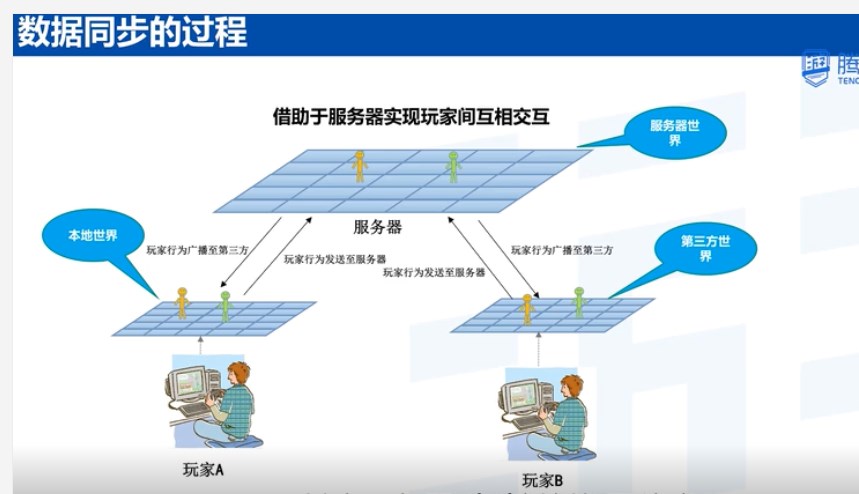 数据同步的过程
腾
TENC
借助于服务器实现玩家间互相交互
服务器世
界
服务器
本地世界
玩家行为广播至第三方
玩家行为发送至服务器
玩家行为发送至服务器
玩家行为广播至第三方
第三方世
界
玩家A
玩家B